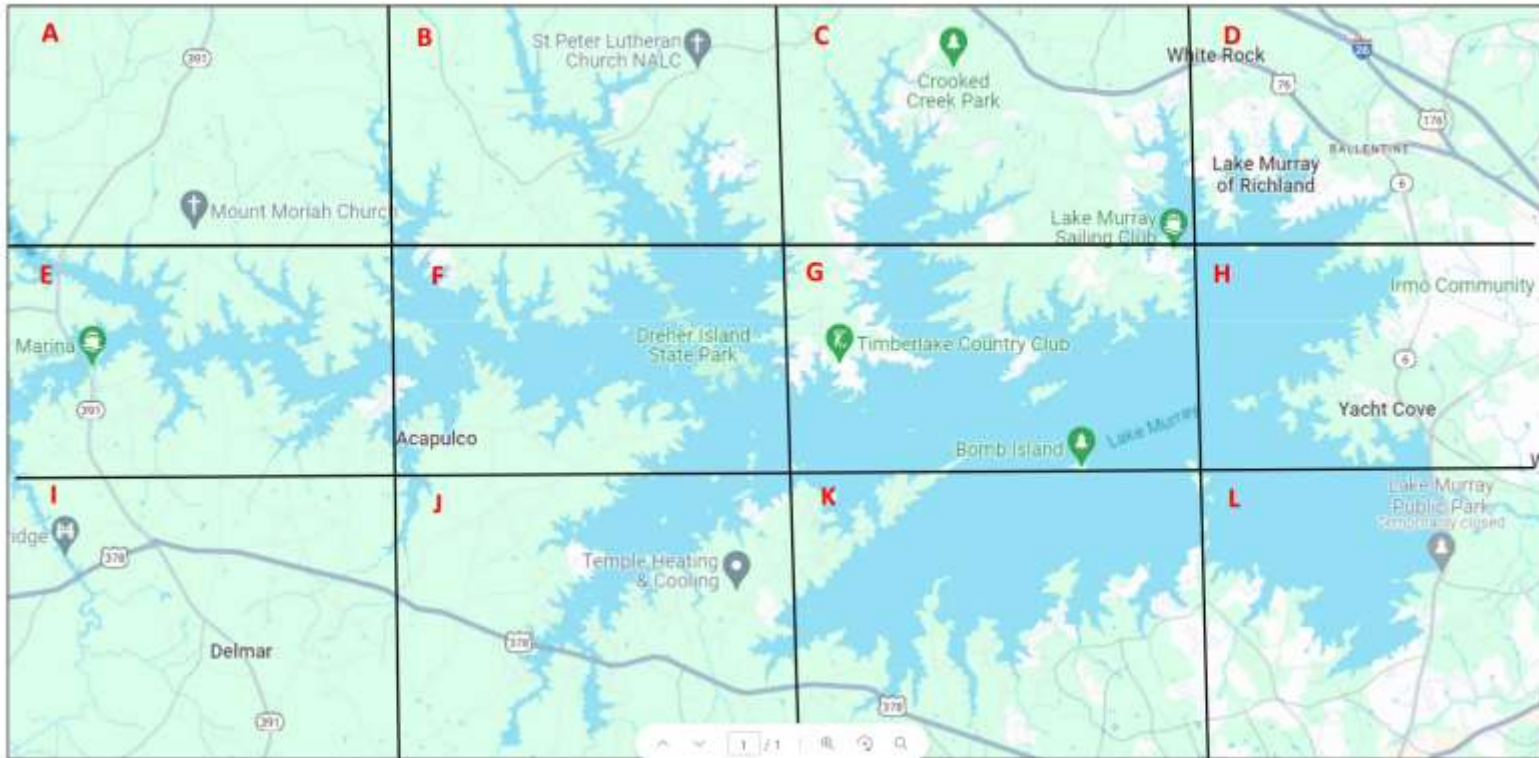 A
B
C
D
391
St Peter Lutheran
Church NALC
Crooked
Creek Park
White Rock
26
76
176
BALLENTINE
Lake Murray
of Richland
6
Mount Moriah Church
Lake Murray
Sailing Club
E
F
G
H
Irmo Community
Marina
Dreher Island
State Park
Timberlake Country Club
6
391
Acapulco
Yacht Cove
Bomb Island
Lake Murray
I
J
K
L
Lake Murray
Public Park
ridge
378
Temple Heating
& Cooling
378
Delmar
391
378
1 / 1